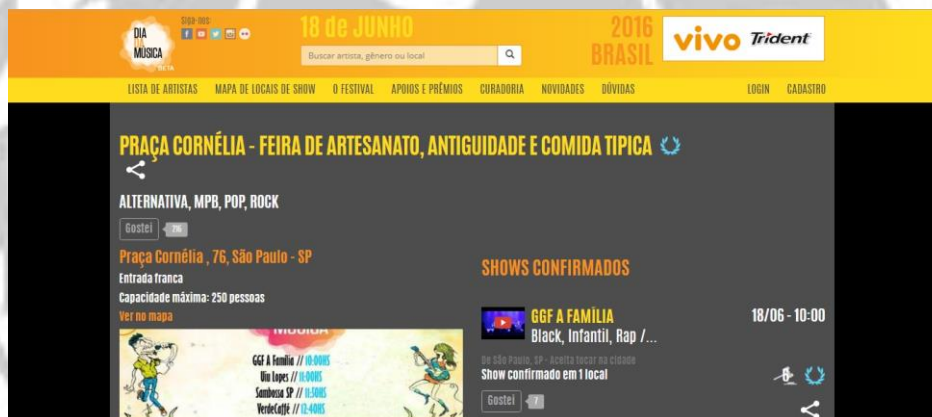 DIA
DA
MÚSICA
BETA
Siga-nos:
18 de JUNHO
Buscar artista, gênero ou local
2016
BRASIL
vivo Trident
LISTA DE ARTISTAS MAPA DE LOCAIS DE SHOW O FESTIVAL APOIOS E PRÊMIOS CURADORIA NOVIDADES DÚVIDAS LOGIN CADASTRO
PRAÇA CORNÉLIA - FEIRA DE ARTESANATO, ANTIGUIDADE E COMIDA TIPICA
ALTERNATIVA, MPB, POP, ROCK
Gostei
Praça Cornélia , 76, São Paulo - SP
Entrada franca
Capacidade máxima: 250 pessoas
Ver no mapa
MÚSICA
GGF A Familia // 10:00HS
Uiu Lopes // 11:00HS
Sambossa SP // 11:50HS
VerdeCaffé // 12:40HS
SHOWS CONFIRMADOS
GGF A FAMÍLIA 18/06 - 10:00
Black, Infantil, Rap /...
De São Paulo, SP - Aceita tocar na cidade
Show confirmado em 1 local
Gostei 7